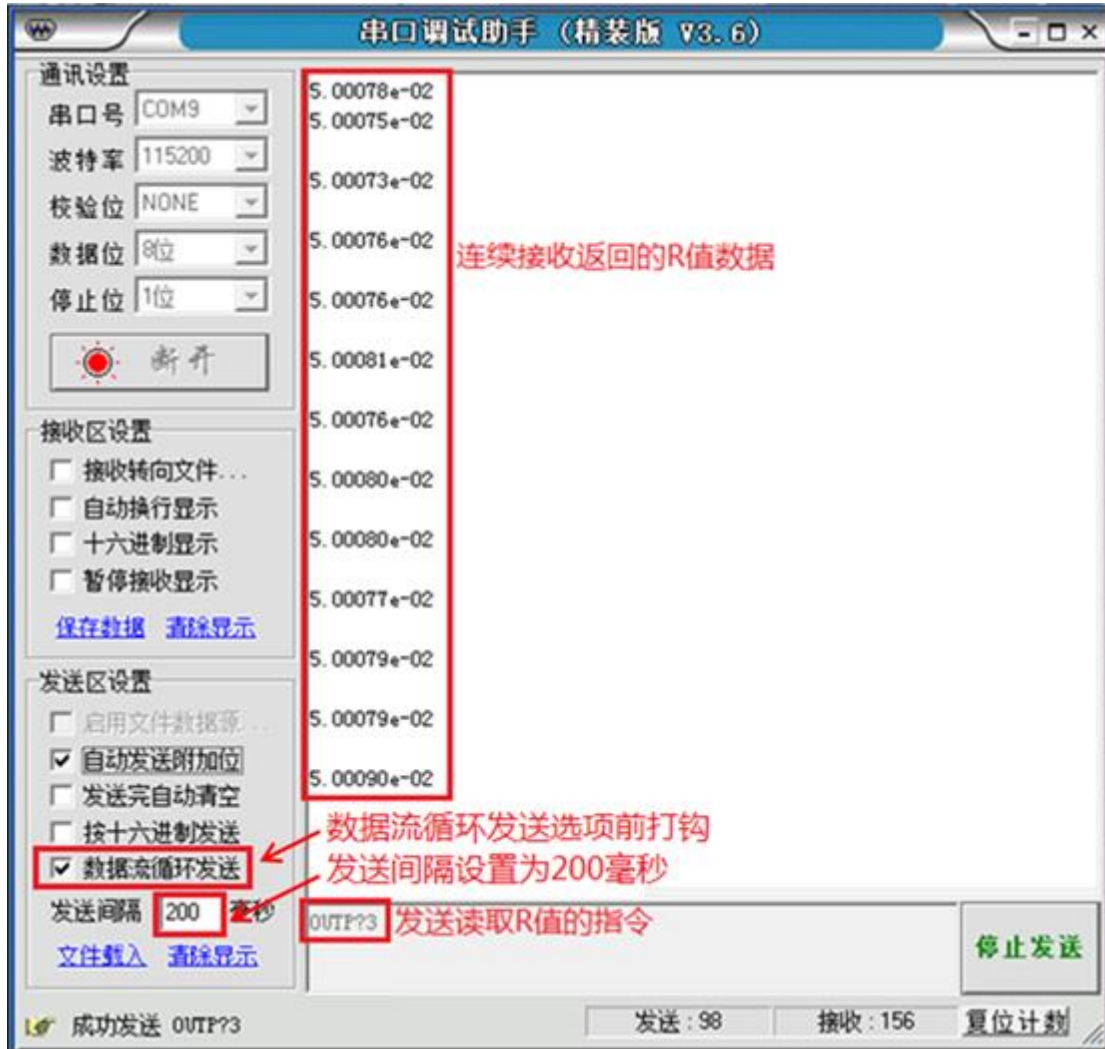 串口调试助手 (精装版 V3.6)
通讯设置
串口号 COM9
波特率 115200
校验位 NONE
数据位 8位
停止位 1位
断开
接收区设置
接收转向文件...
自动换行显示
十六进制显示
暂停接收显示
保存数据 清除显示
发送区设置
启用文件数据源...
自动发送附加位
发送完自动清空
按十六进制发送
数据流循环发送
发送间隔 200 毫秒
文件载入 清除显示
5.00078e-02
5.00075e-02
5.00073e-02
5.00076e-02
连续接收返回的R值数据
5.00076e-02
5.00081e-02
5.00076e-02
5.00080e-02
5.00080e-02
5.00077e-02
5.00079e-02
5.00079e-02
5.00090e-02
数据流循环发送选项前打钩
发送间隔设置为200毫秒
OUTP?3 发送读取R值的指令
停止发送
成功发送 OUTP?3
发送:98
接收:156
复位计数